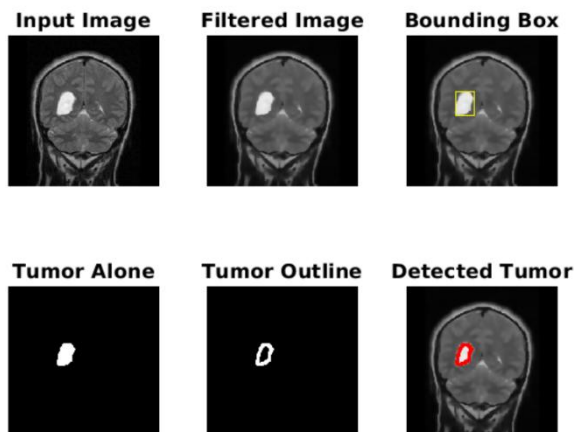 Input Image
Filtered Image
Bounding Box
Tumor Alone
Tumor Outline
Detected Tumor